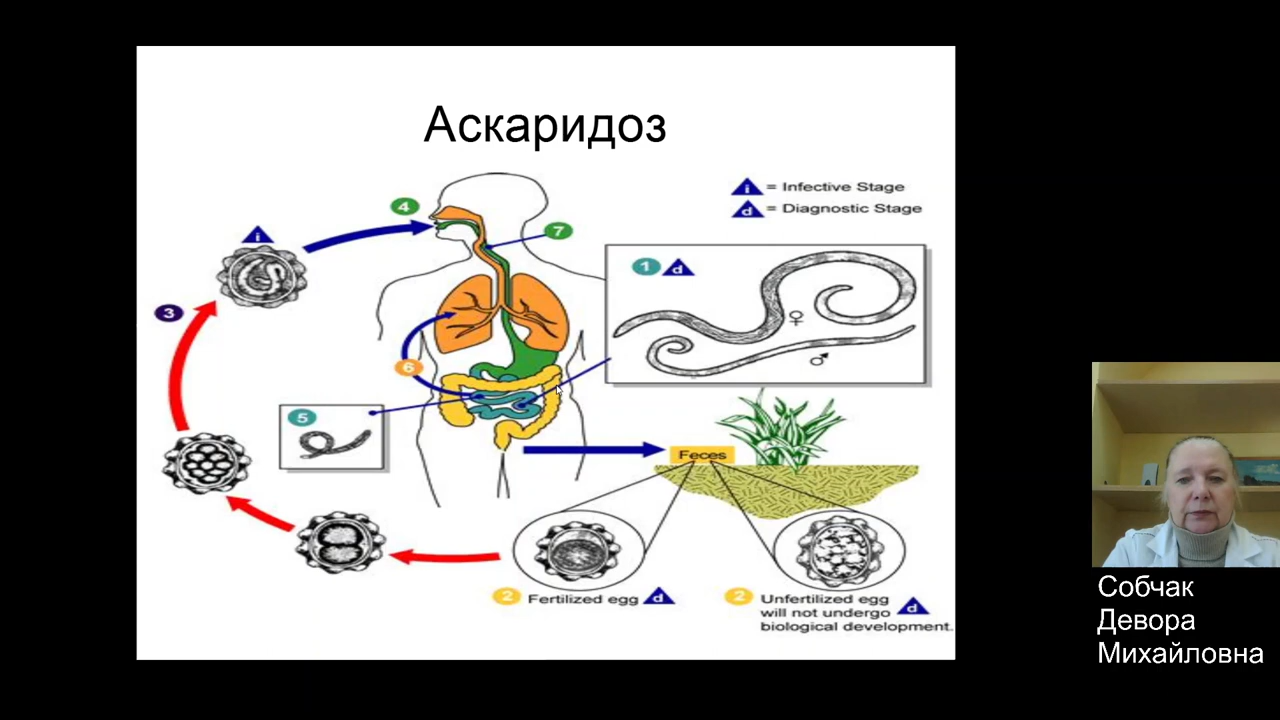 Аскаридоз
i = Infective Stage
d = Diagnostic Stage
4
i
7
1 d
♀
3
♂
6
5
Feces
2 Fertilized egg d
2 Unfertilized egg
will not undergo d
biological development.
Собчак
Девора
Михайловна